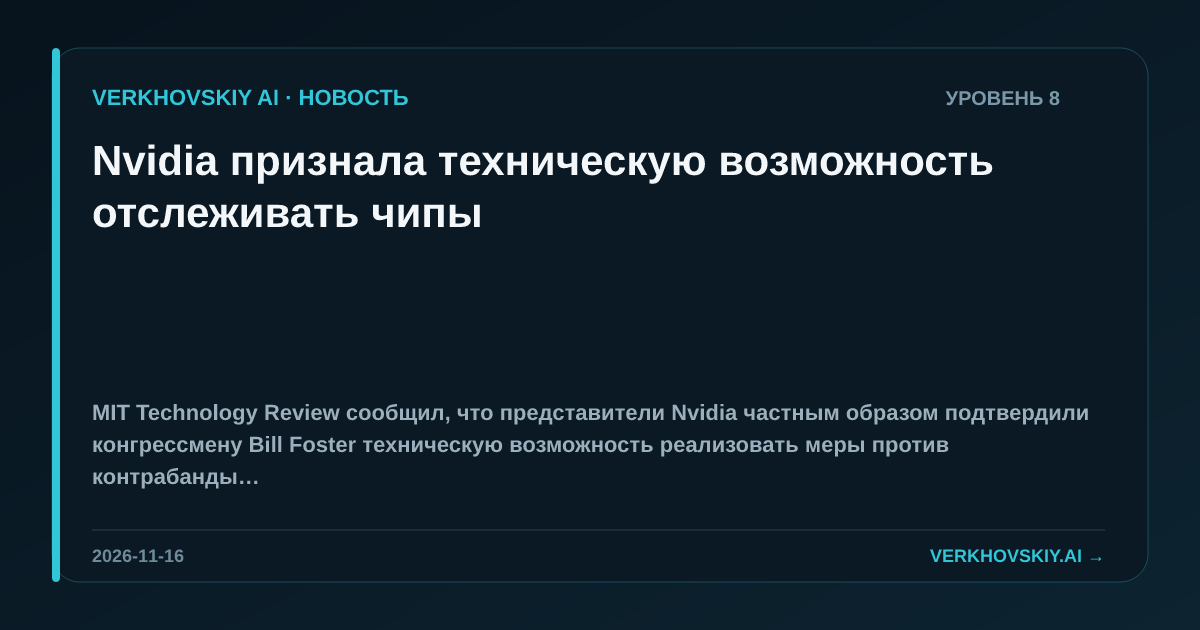 VERKHOVSKIY AI · НОВОСТЬ
УРОВЕНЬ 8
Nvidia признала техническую возможность
отслеживать чипы
MIT Technology Review сообщил, что представители Nvidia частным образом подтвердили
конгрессмену Bill Foster техническую возможность реализовать меры против
контрабанды…
2026-11-16
VERKHOVSKIY.AI →